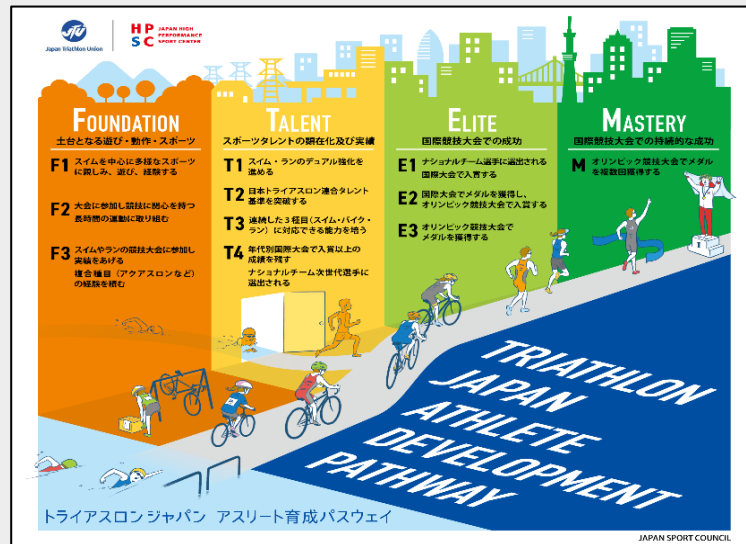 JTU
Japan Triathlon Union
HP
SC
JAPAN HIGH
PERFORMANCE
SPORT CENTER
FOUNDATION
土台となる遊び・動作・スポーツ
F1 スイムを中心に多様なスポーツ
に親しみ、遊び、経験する
F2 大会に参加し競技に関心を持つ
長時間の運動に取り組む
F3 スイムやランの競技大会に参加し
実績をあげる
複合種目(アクアスロンなど)
の経験を積む
TALENT
スポーツタレントの顕在化及び実績
T1 スイム・ランのデュアル強化を
進める
T2 日本トライアスロン連合タレント
基準を突破する
T3 連続した3種目(スイム・バイク・
ラン)に対応できる能力を培う
T4 年代別国際大会で入賞以上の
成績を残す
ナショナルチーム次世代選手に
選出される
ELITE
国際競技大会での成功
E1 ナショナルチーム選手に選出される
国際大会で入賞する
E2 国際大会でメダルを獲得し、
オリンピック競技大会で入賞する
E3 オリンピック競技大会で
メダルを獲得する
MASTERY
国際競技大会での持続的な成功
M オリンピック競技大会でメダル
を複数回獲得する
1
TRIATHLON
JAPAN
ATHLETE
DEVELOPMENT
PATHWAY
トライアスロンジャパン アスリート育成パスウェイ
JAPAN SPORT COUNCIL